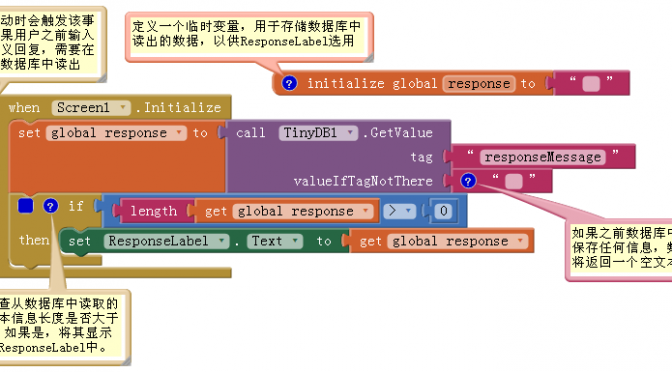 动时会触发该事
果用户之前输入
义回复，需要在
数据库中读出
定义一个临时变量，用于存储数据库中
读出的数据，以供ResponseLabel选用
? initialize global response to " "
when Screen1 .Initialize
set global response to call TinyDB1 .GetValue
tag " responseMessage "
valueIfTagNotThere ? " "
? if length get global response > 0
then set ResponseLabel . Text to get global response
如果之前数据库中
保存任何信息，
将返回一个空文本
查从数据库中读取的
本信息长度是否大于
如果是，将其显示
ResponseLabel中。